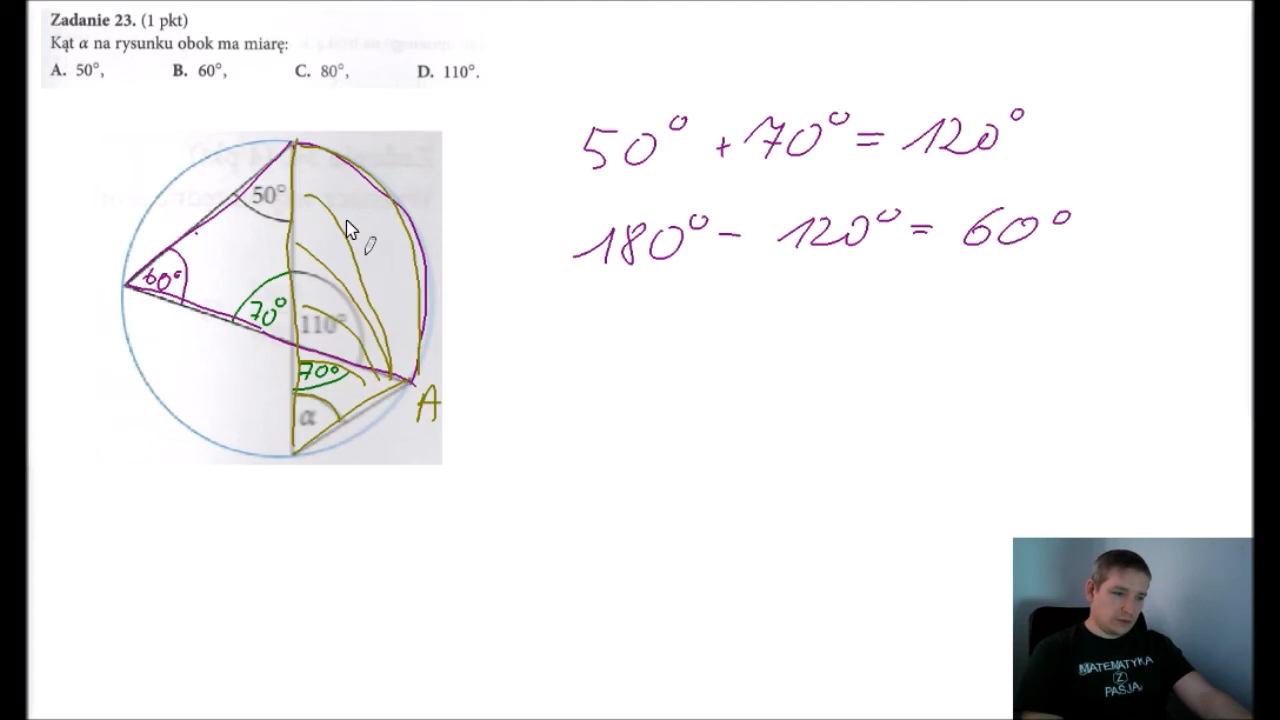 Zadanie 23. (1 pkt)
Kąt α na rysunku obok ma miarę:
A. 50°, B. 60°, C. 80°, D. 110°.
50° + 70° = 120°
180° - 120° = 60°
50°
60°
70°
110°
70°
α
A
MATEMATYKA
Z
PASJĄ